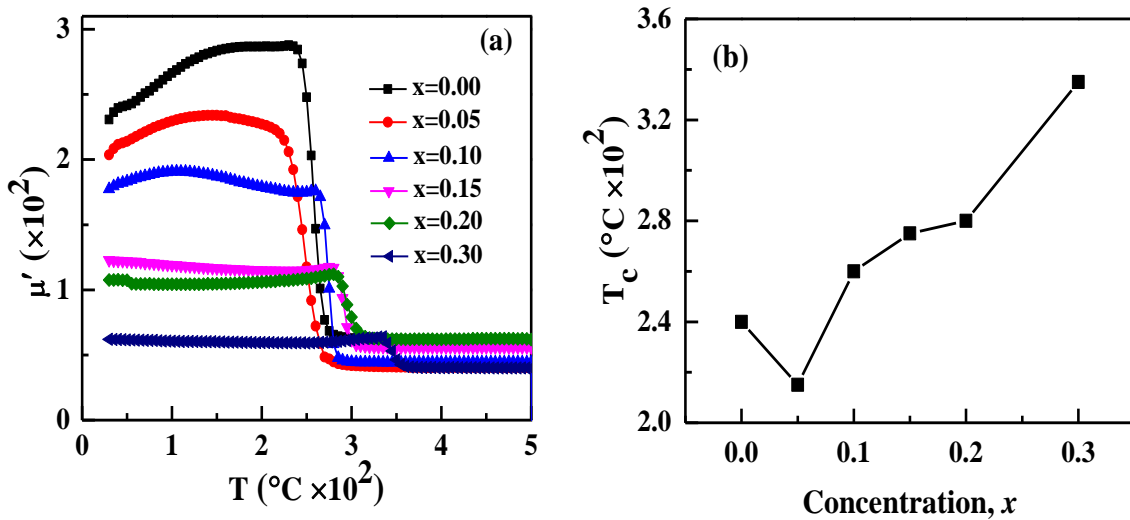 (a)
3
2
1
0
μ′ (×10²)
x=0.00
x=0.05
x=0.10
x=0.15
x=0.20
x=0.30
0 1 2 3 4 5
T (°C ×10²)
(b)
3.6
3.2
2.8
2.4
2.0
T_c (°C ×10²)
0.0 0.1 0.2 0.3
Concentration, x